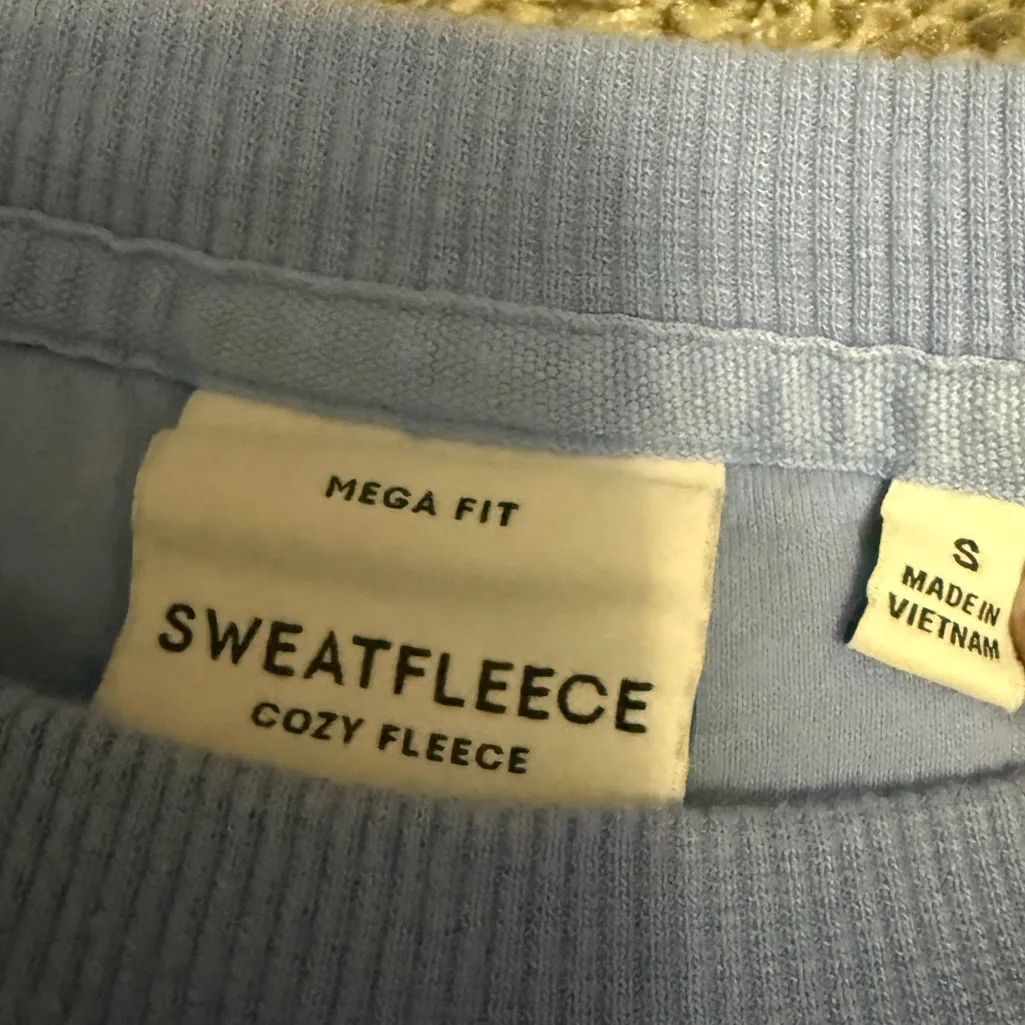 MEGA FIT
SWEATFLEECE
COZY FLEECE
S
MADE IN
VIETNAM